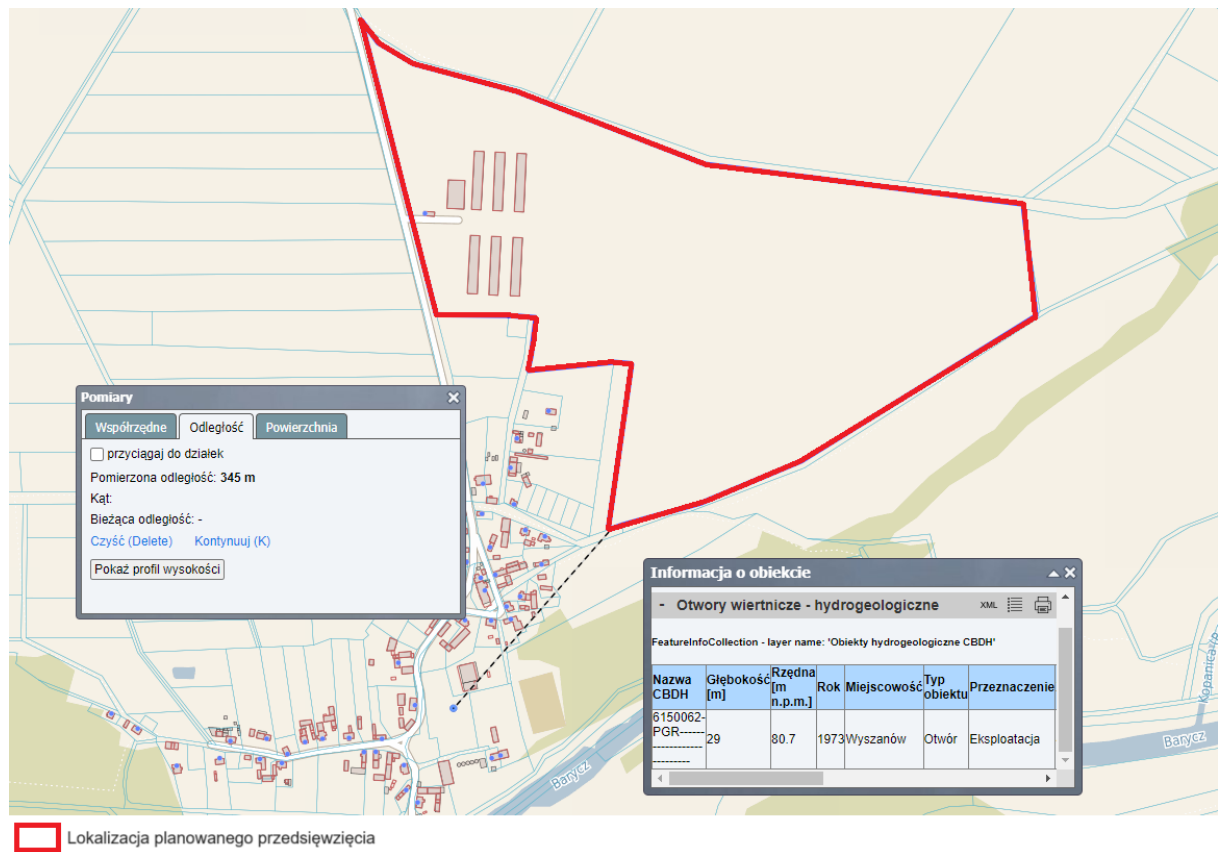 Pomiary
Współrzędne Odległość Powierzchnia
przyciągaj do działek
Pomierzona odległość: 345 m
Kąt:
Bieżąca odległość: -
Czyść (Delete) Kontynuuj (K)
Pokaż profil wysokości
Informacja o obiekcie
- Otwory wiertnicze - hydrogeologiczne XML
FeatureInfoCollection - layer name: 'Obiekty hydrogeologiczne CBDH'
Nazwa CBDH Głębokość [m] Rzędna [m n.p.m.] Rok Miejscowość Typ obiektu Przeznaczenie
6150062-PGR------ 29 80.7 1973 Wyszanów Otwór Eksploatacja
Kopanica
Barycz
Barycz
Lokalizacja planowanego przedsięwzięcia